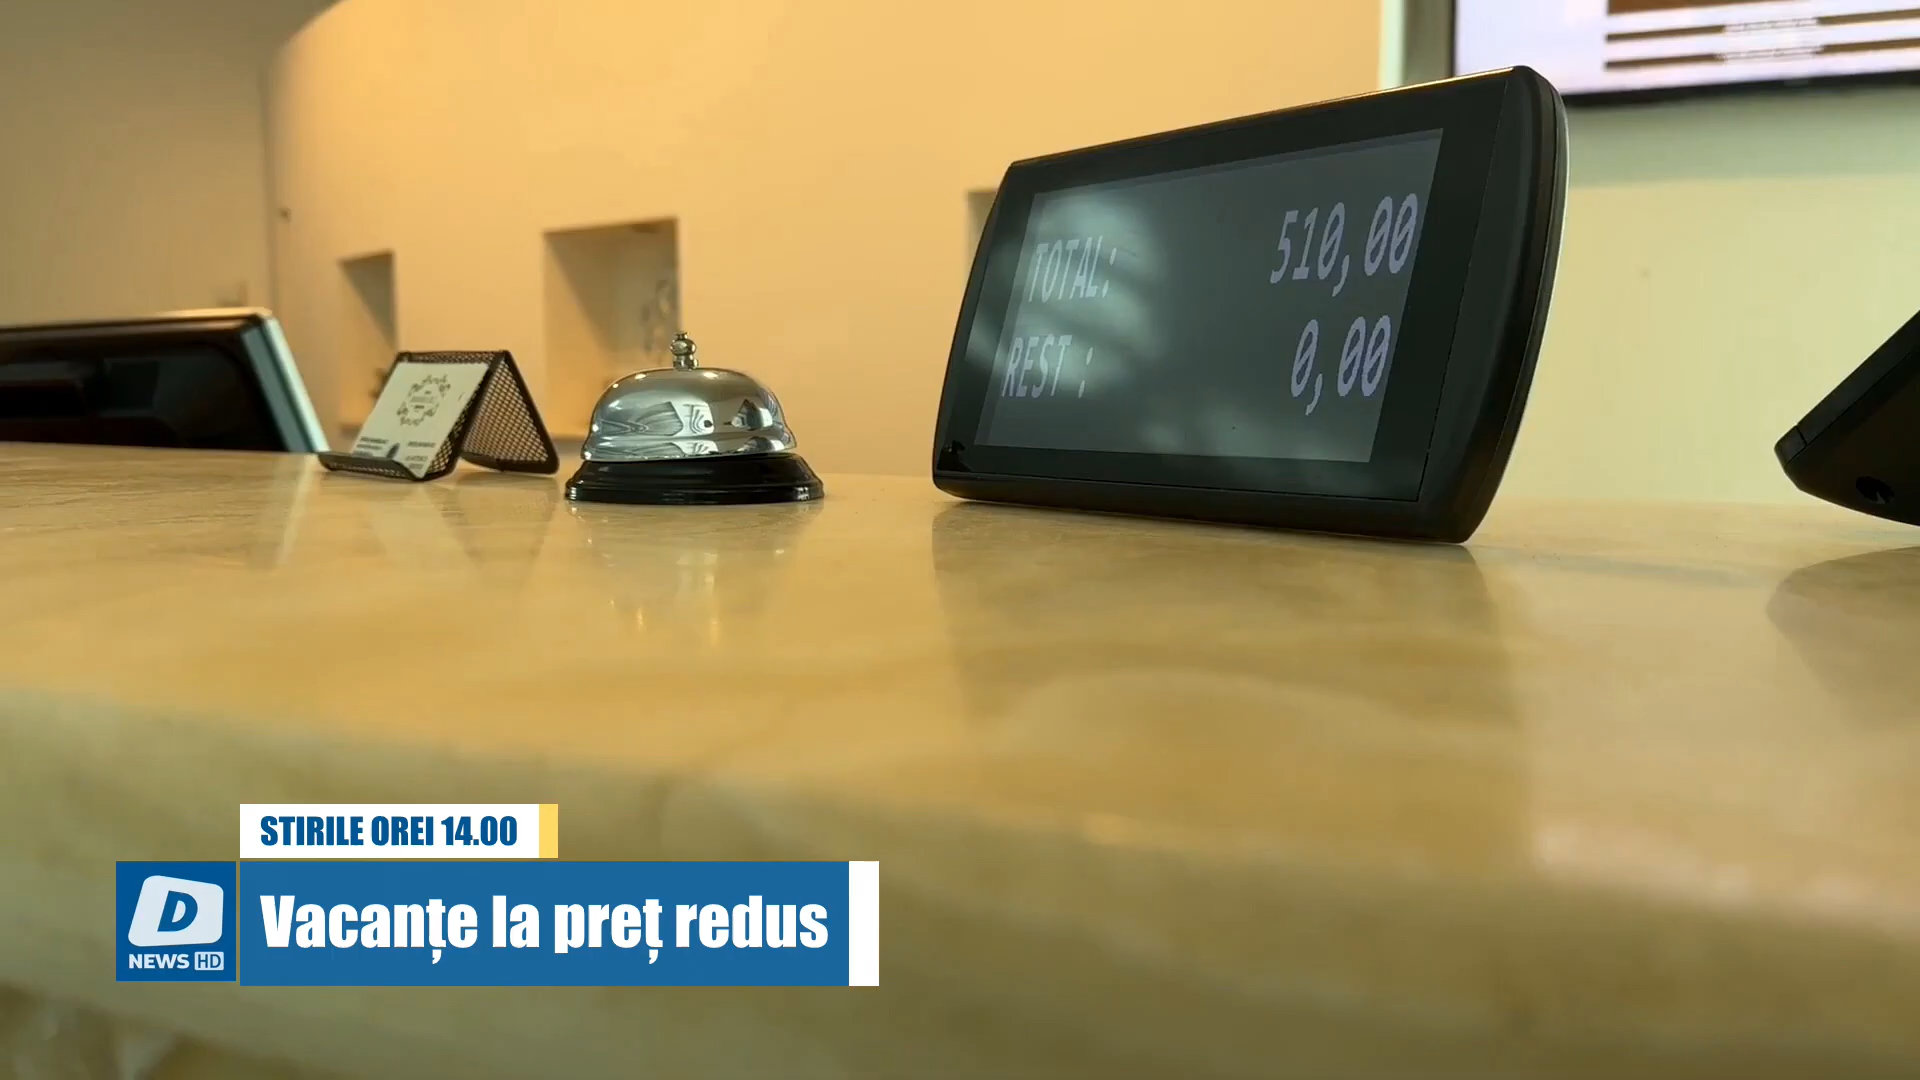 TOTAL: 510,00
REST : 0,00
STIRILE OREI 14.00
Vacanțe la preț redus
D
NEWS HD